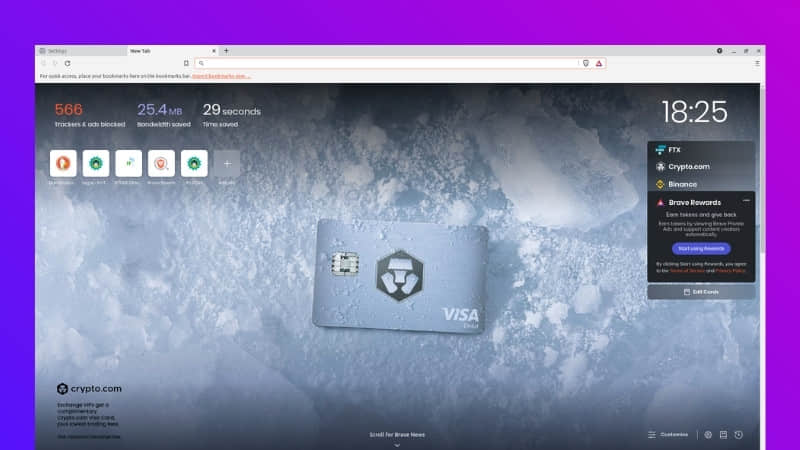 Settings
New Tab
For quick access, place your bookmarks here on the bookmarks bar. Import bookmarks now...
566
Trackers & ads blocked
25.4 MB
Bandwidth saved
29 seconds
Time saved
18:25
FTX
Crypto.com
Binance
Brave Rewards
Earn tokens and give back
Earn tokens by viewing Brave Private
Ads and support content creators
automatically.
Start using Rewards
By clicking Start using Rewards, you agree
to the Terms of Service and Privacy Policy.
Edit Cards
VISA
Debit
crypto.com
Exchange VIPs get a
complimentary
Crypto.com Visa Card,
plus lowest trading fees
Scroll for Brave News
Customize